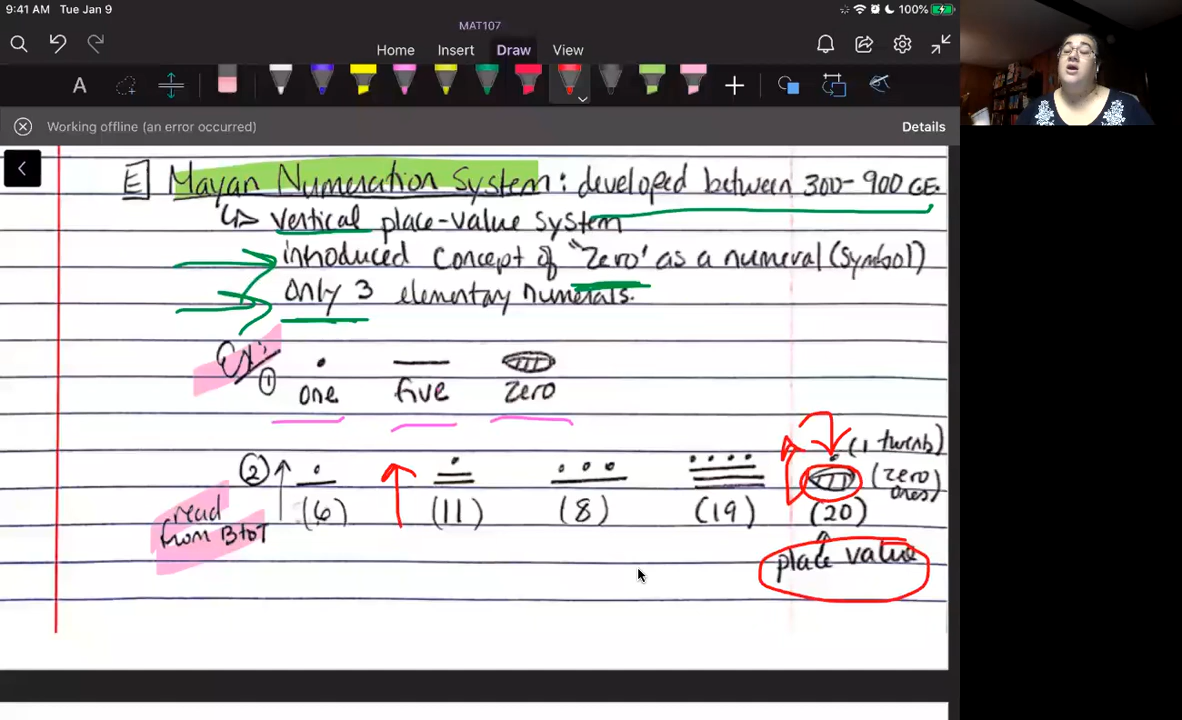 9:41 AM Tue Jan 9
100%
MAT107
Home Insert Draw View
A
Working offline (an error occurred)
Details
E Mayan Numeration System: developed between 300-900 CE.
↳ vertical place-value system
introduced concept of "Zero" as a numeral (symbol)
only 3 elementary numerals.
Ex:
① one five zero
② (1 twenty)
(zero ones)
read from B to T
(6) (11) (8) (19) (20)
place value